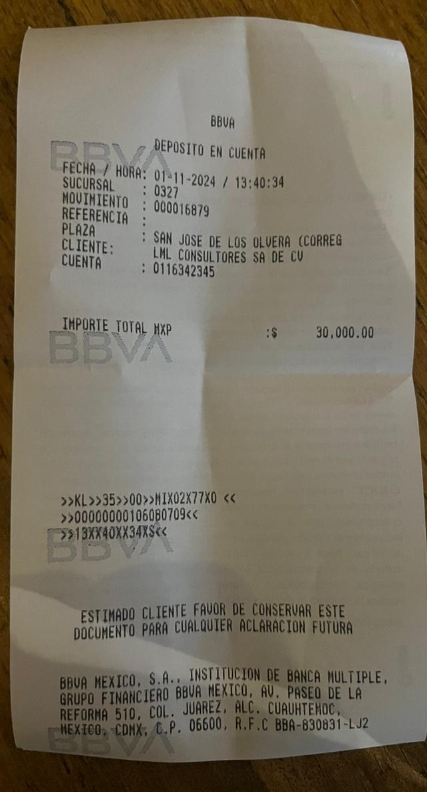 BBVA
DEPOSITO EN CUENTA
BBVA
FECHA / HORA: 01-11-2024 / 13:40:34
SUCURSAL : 0327
MOVIMIENTO : 000016879
REFERENCIA :
PLAZA : SAN JOSE DE LOS OLVERA (CORREG
CLIENTE: LML CONSULTORES SA DE CV
CUENTA : 0116342345
IMPORTE TOTAL MXP :$ 30,000.00
BBVA
>>KL>>35>>00>>MIX02X77X0 <<
>>00000000106080709<<
>>13XX40XX34XS<<
BBVA
ESTIMADO CLIENTE FAVOR DE CONSERVAR ESTE
DOCUMENTO PARA CUALQUIER ACLARACION FUTURA
BBVA MEXICO, S.A., INSTITUCION DE BANCA MULTIPLE,
GRUPO FINANCIERO BBVA MEXICO, AV. PASEO DE LA
REFORMA 510, COL. JUAREZ, ALC. CUAUHTEMOC,
MEXICO, CDMX, C.P. 06600, R.F.C BBA-830831-LJ2
BBVA